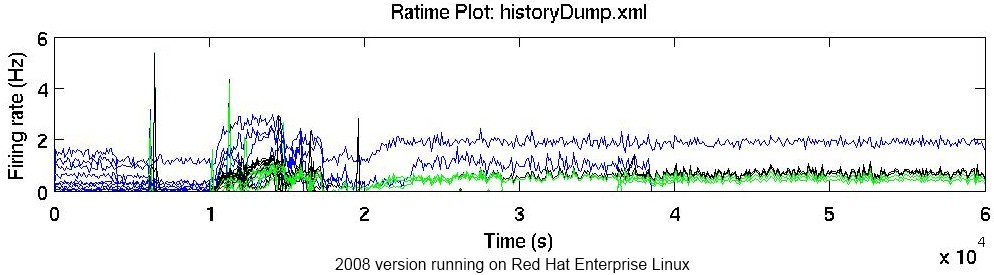 Ratime Plot: historyDump.xml
Firing rate (Hz)
6
4
2
0
0 1 2 3 4 5 6
Time (s)
x 10^4
2008 version running on Red Hat Enterprise Linux